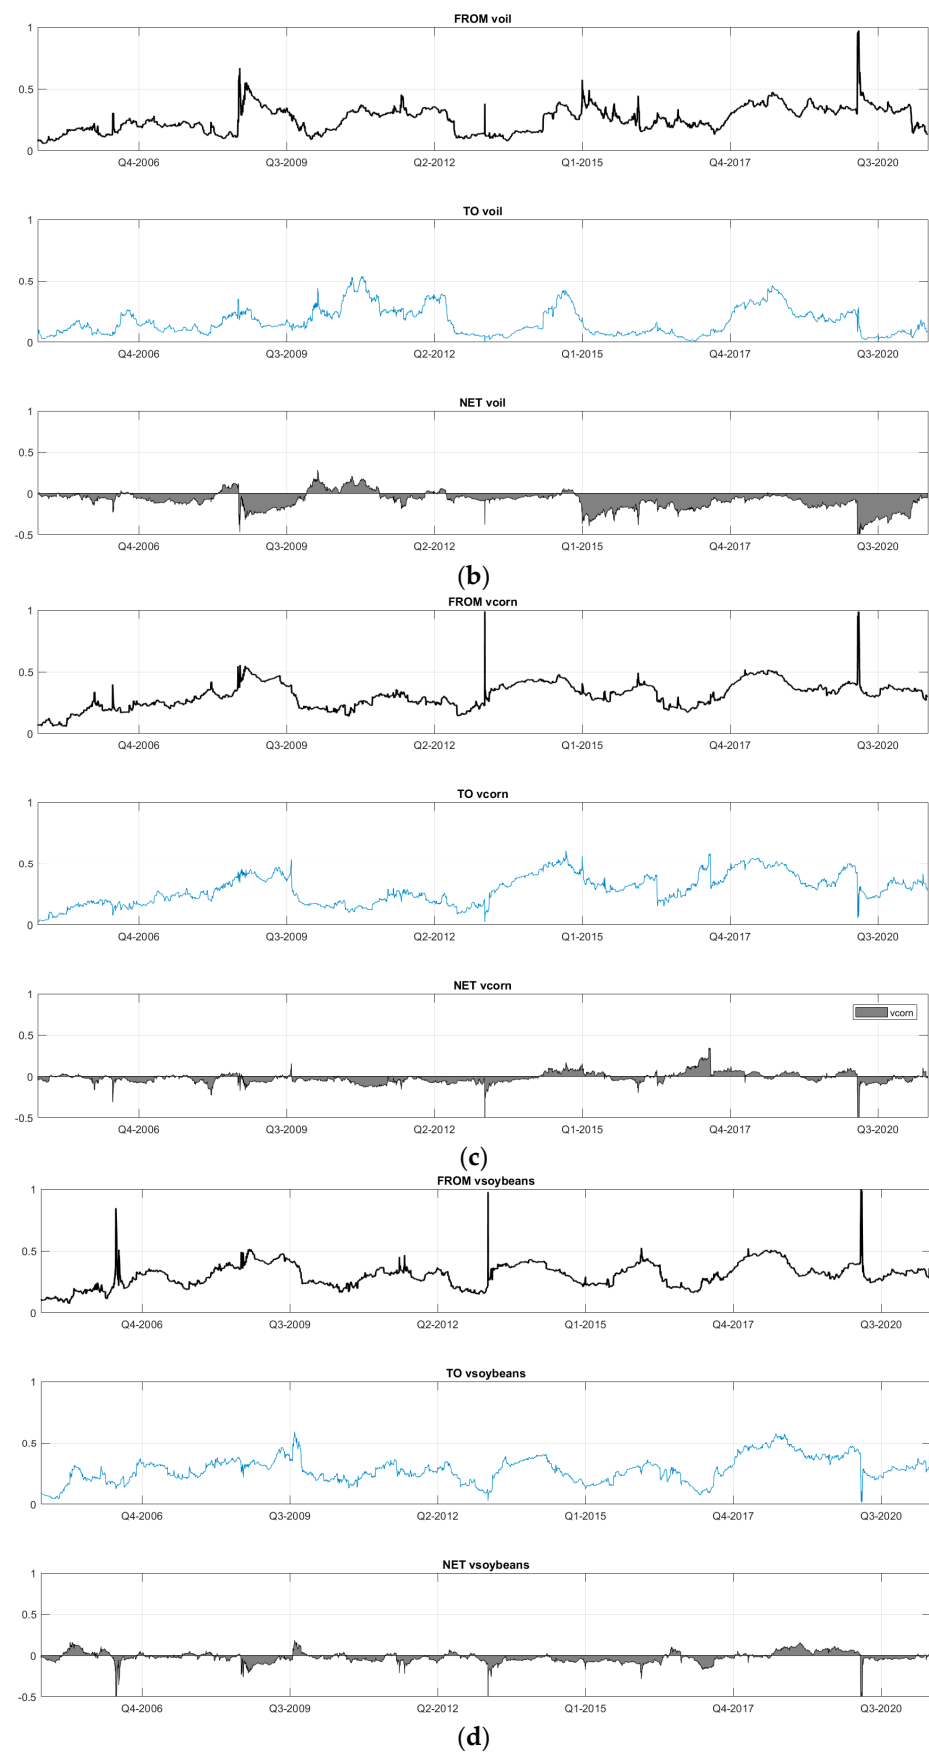 FROM voil
1
0.5
0
Q4-2006 Q3-2009 Q2-2012 Q1-2015 Q4-2017 Q3-2020
TO voil
1
0.5
0
Q4-2006 Q3-2009 Q2-2012 Q1-2015 Q4-2017 Q3-2020
NET voil
1
0.5
0
-0.5
Q4-2006 Q3-2009 Q2-2012 Q1-2015 Q4-2017 Q3-2020
(b)
FROM vcorn
1
0.5
0
Q4-2006 Q3-2009 Q2-2012 Q1-2015 Q4-2017 Q3-2020
TO vcorn
1
0.5
0
Q4-2006 Q3-2009 Q2-2012 Q1-2015 Q4-2017 Q3-2020
NET vcorn
1
vcorn
0.5
0
-0.5
Q4-2006 Q3-2009 Q2-2012 Q1-2015 Q4-2017 Q3-2020
(c)
FROM vsoybeans
1
0.5
0
Q4-2006 Q3-2009 Q2-2012 Q1-2015 Q4-2017 Q3-2020
TO vsoybeans
1
0.5
0
Q4-2006 Q3-2009 Q2-2012 Q1-2015 Q4-2017 Q3-2020
NET vsoybeans
1
0.5
0
-0.5
Q4-2006 Q3-2009 Q2-2012 Q1-2015 Q4-2017 Q3-2020
(d)